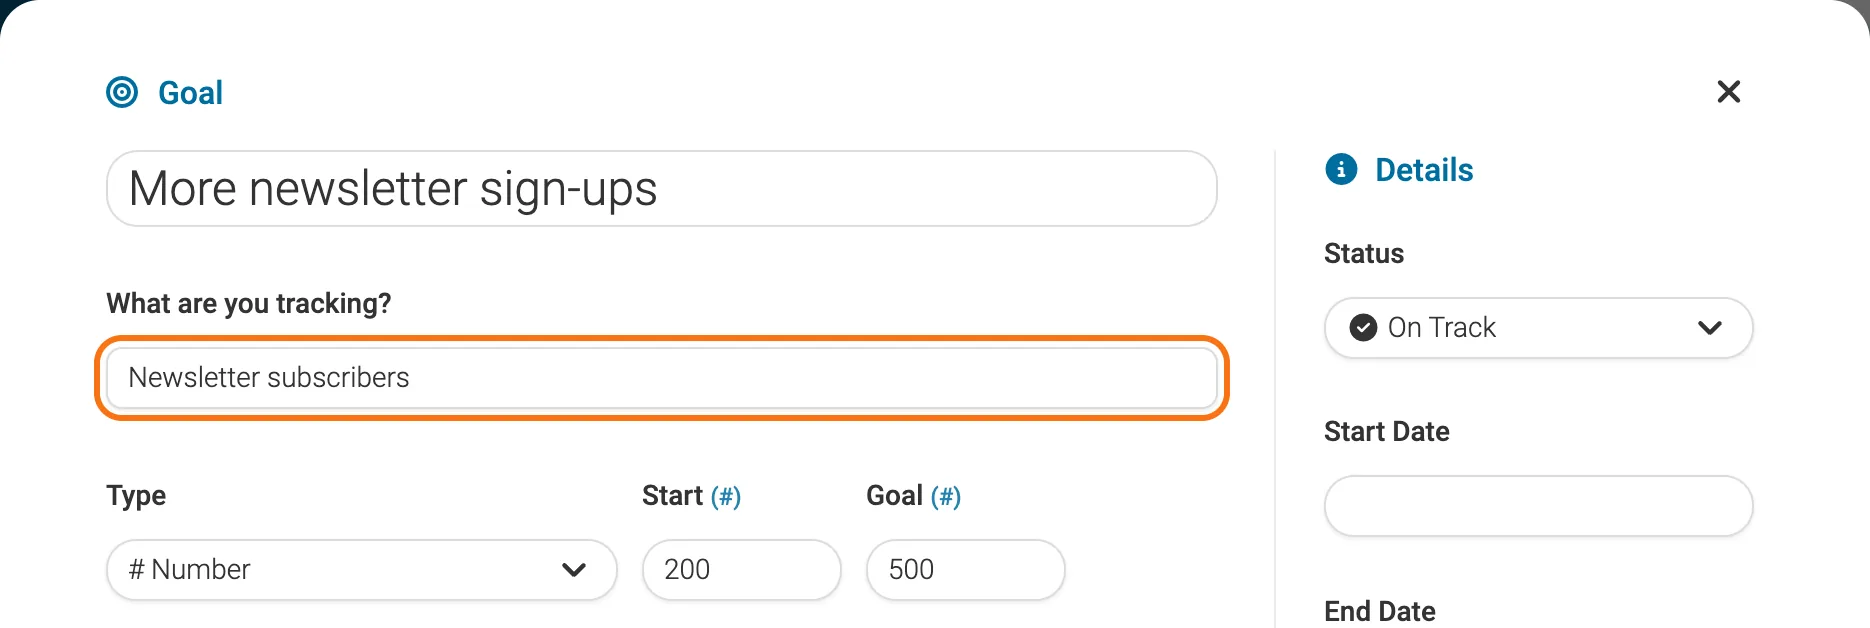 Goal
More newsletter sign-ups
What are you tracking?
Newsletter subscribers
Type
Start (#)
Goal (#)
# Number
200
500
Details
Status
On Track
Start Date
End Date